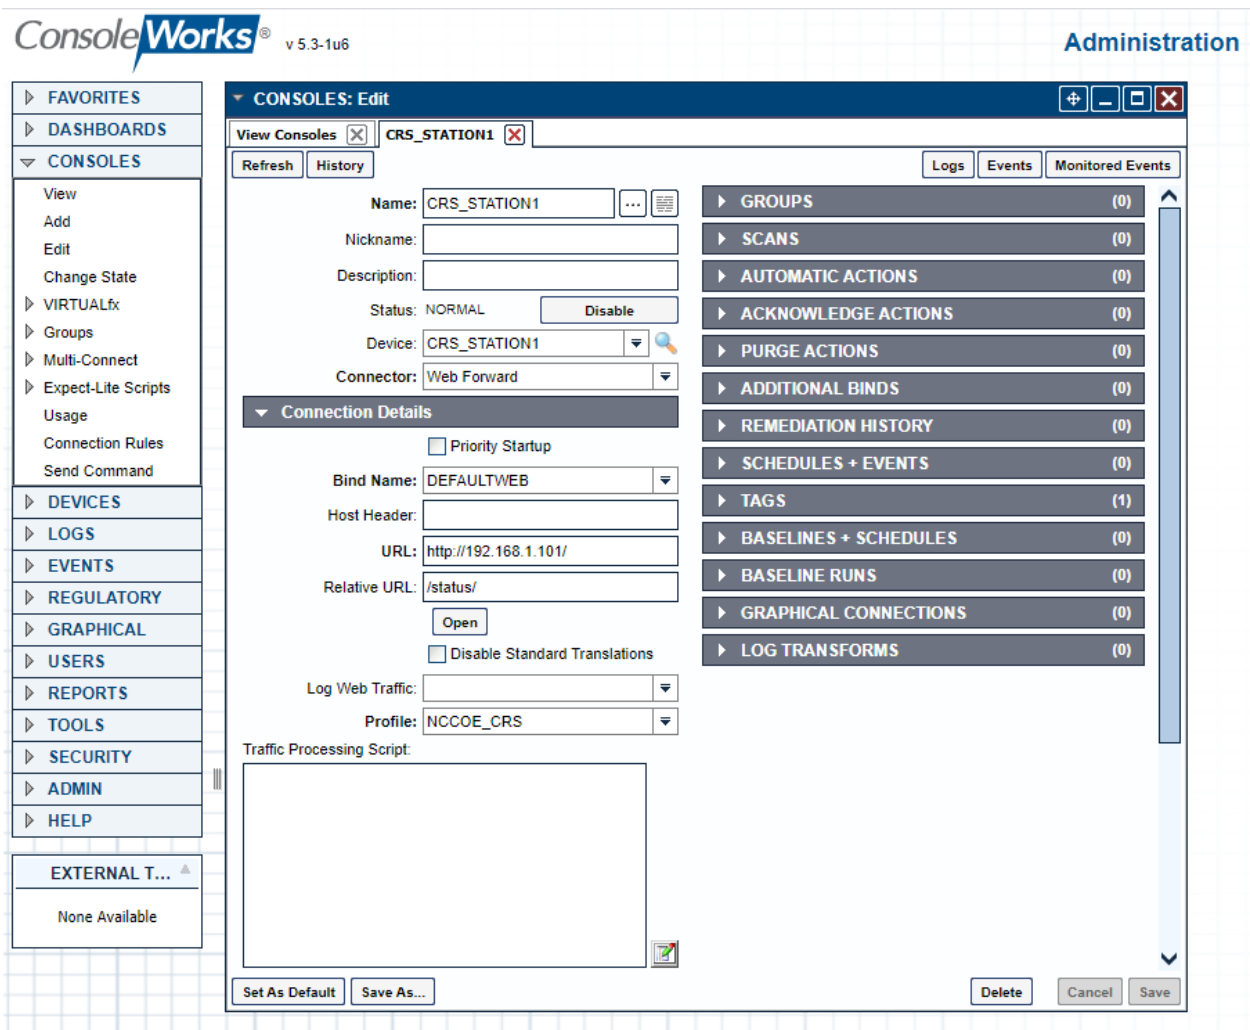 ConsoleWorks® v 5.3-1u6
Administration
FAVORITES
DASHBOARDS
CONSOLES
View
Add
Edit
Change State
VIRTUALfx
Groups
Multi-Connect
Expect-Lite Scripts
Usage
Connection Rules
Send Command
DEVICES
LOGS
EVENTS
REGULATORY
GRAPHICAL
USERS
REPORTS
TOOLS
SECURITY
ADMIN
HELP
EXTERNAL T...
None Available
CONSOLES: Edit
View Consoles CRS_STATION1
Refresh History Logs Events Monitored Events
Name: CRS_STATION1 ...
Nickname:
Description:
Status: NORMAL Disable
Device: CRS_STATION1
Connector: Web Forward
Connection Details
Priority Startup
Bind Name: DEFAULTWEB
Host Header:
URL: http://192.168.1.101/
Relative URL: /status/
Open
Disable Standard Translations
Log Web Traffic:
Profile: NCCOE_CRS
Traffic Processing Script:
GROUPS (0)
SCANS (0)
AUTOMATIC ACTIONS (0)
ACKNOWLEDGE ACTIONS (0)
PURGE ACTIONS (0)
ADDITIONAL BINDS (0)
REMEDIATION HISTORY (0)
SCHEDULES + EVENTS (0)
TAGS (1)
BASELINES + SCHEDULES (0)
BASELINE RUNS (0)
GRAPHICAL CONNECTIONS (0)
LOG TRANSFORMS (0)
Set As Default Save As... Delete Cancel Save